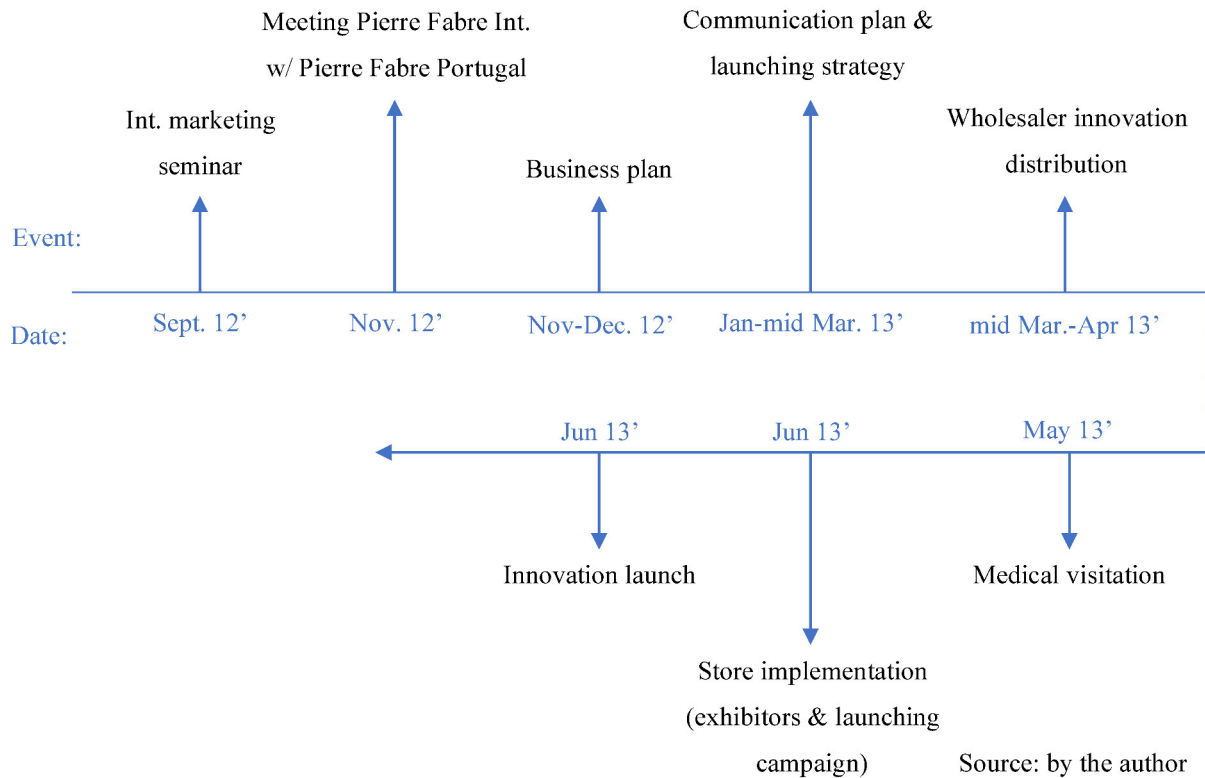 Meeting Pierre Fabre Int.
w/ Pierre Fabre Portugal
Communication plan &
launching strategy
Int. marketing
seminar
Business plan
Wholesaler innovation
distribution
Event:
Date:
Sept. 12’
Nov. 12’
Nov-Dec. 12’
Jan-mid Mar. 13’
mid Mar.-Apr 13’
Jun 13’
Jun 13’
May 13’
Innovation launch
Medical visitation
Store implementation
(exhibitors & launching
campaign)
Source: by the author